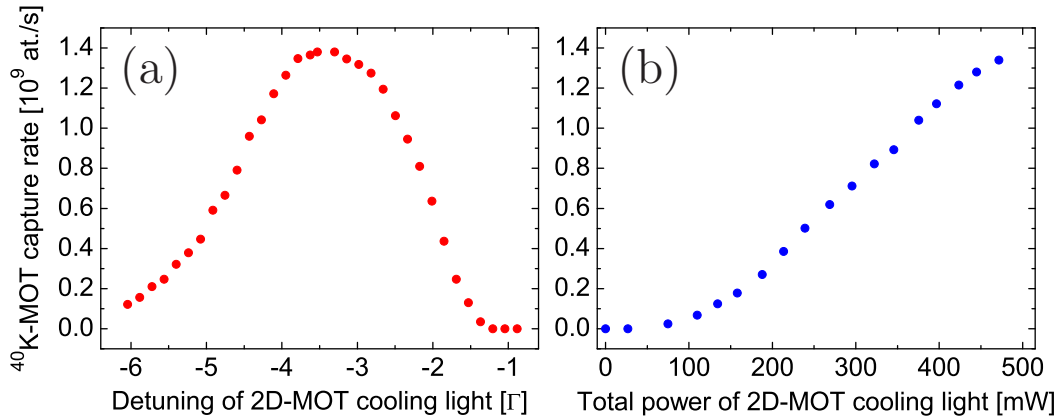 ⁴⁰K-MOT capture rate [10⁹ at./s]
1.4
1.2
1.0
0.8
0.6
0.4
0.2
0.0
(a)
-6 -5 -4 -3 -2 -1
Detuning of 2D-MOT cooling light [Γ]
1.4
1.2
1.0
0.8
0.6
0.4
0.2
0.0
(b)
0 100 200 300 400 500
Total power of 2D-MOT cooling light [mW]